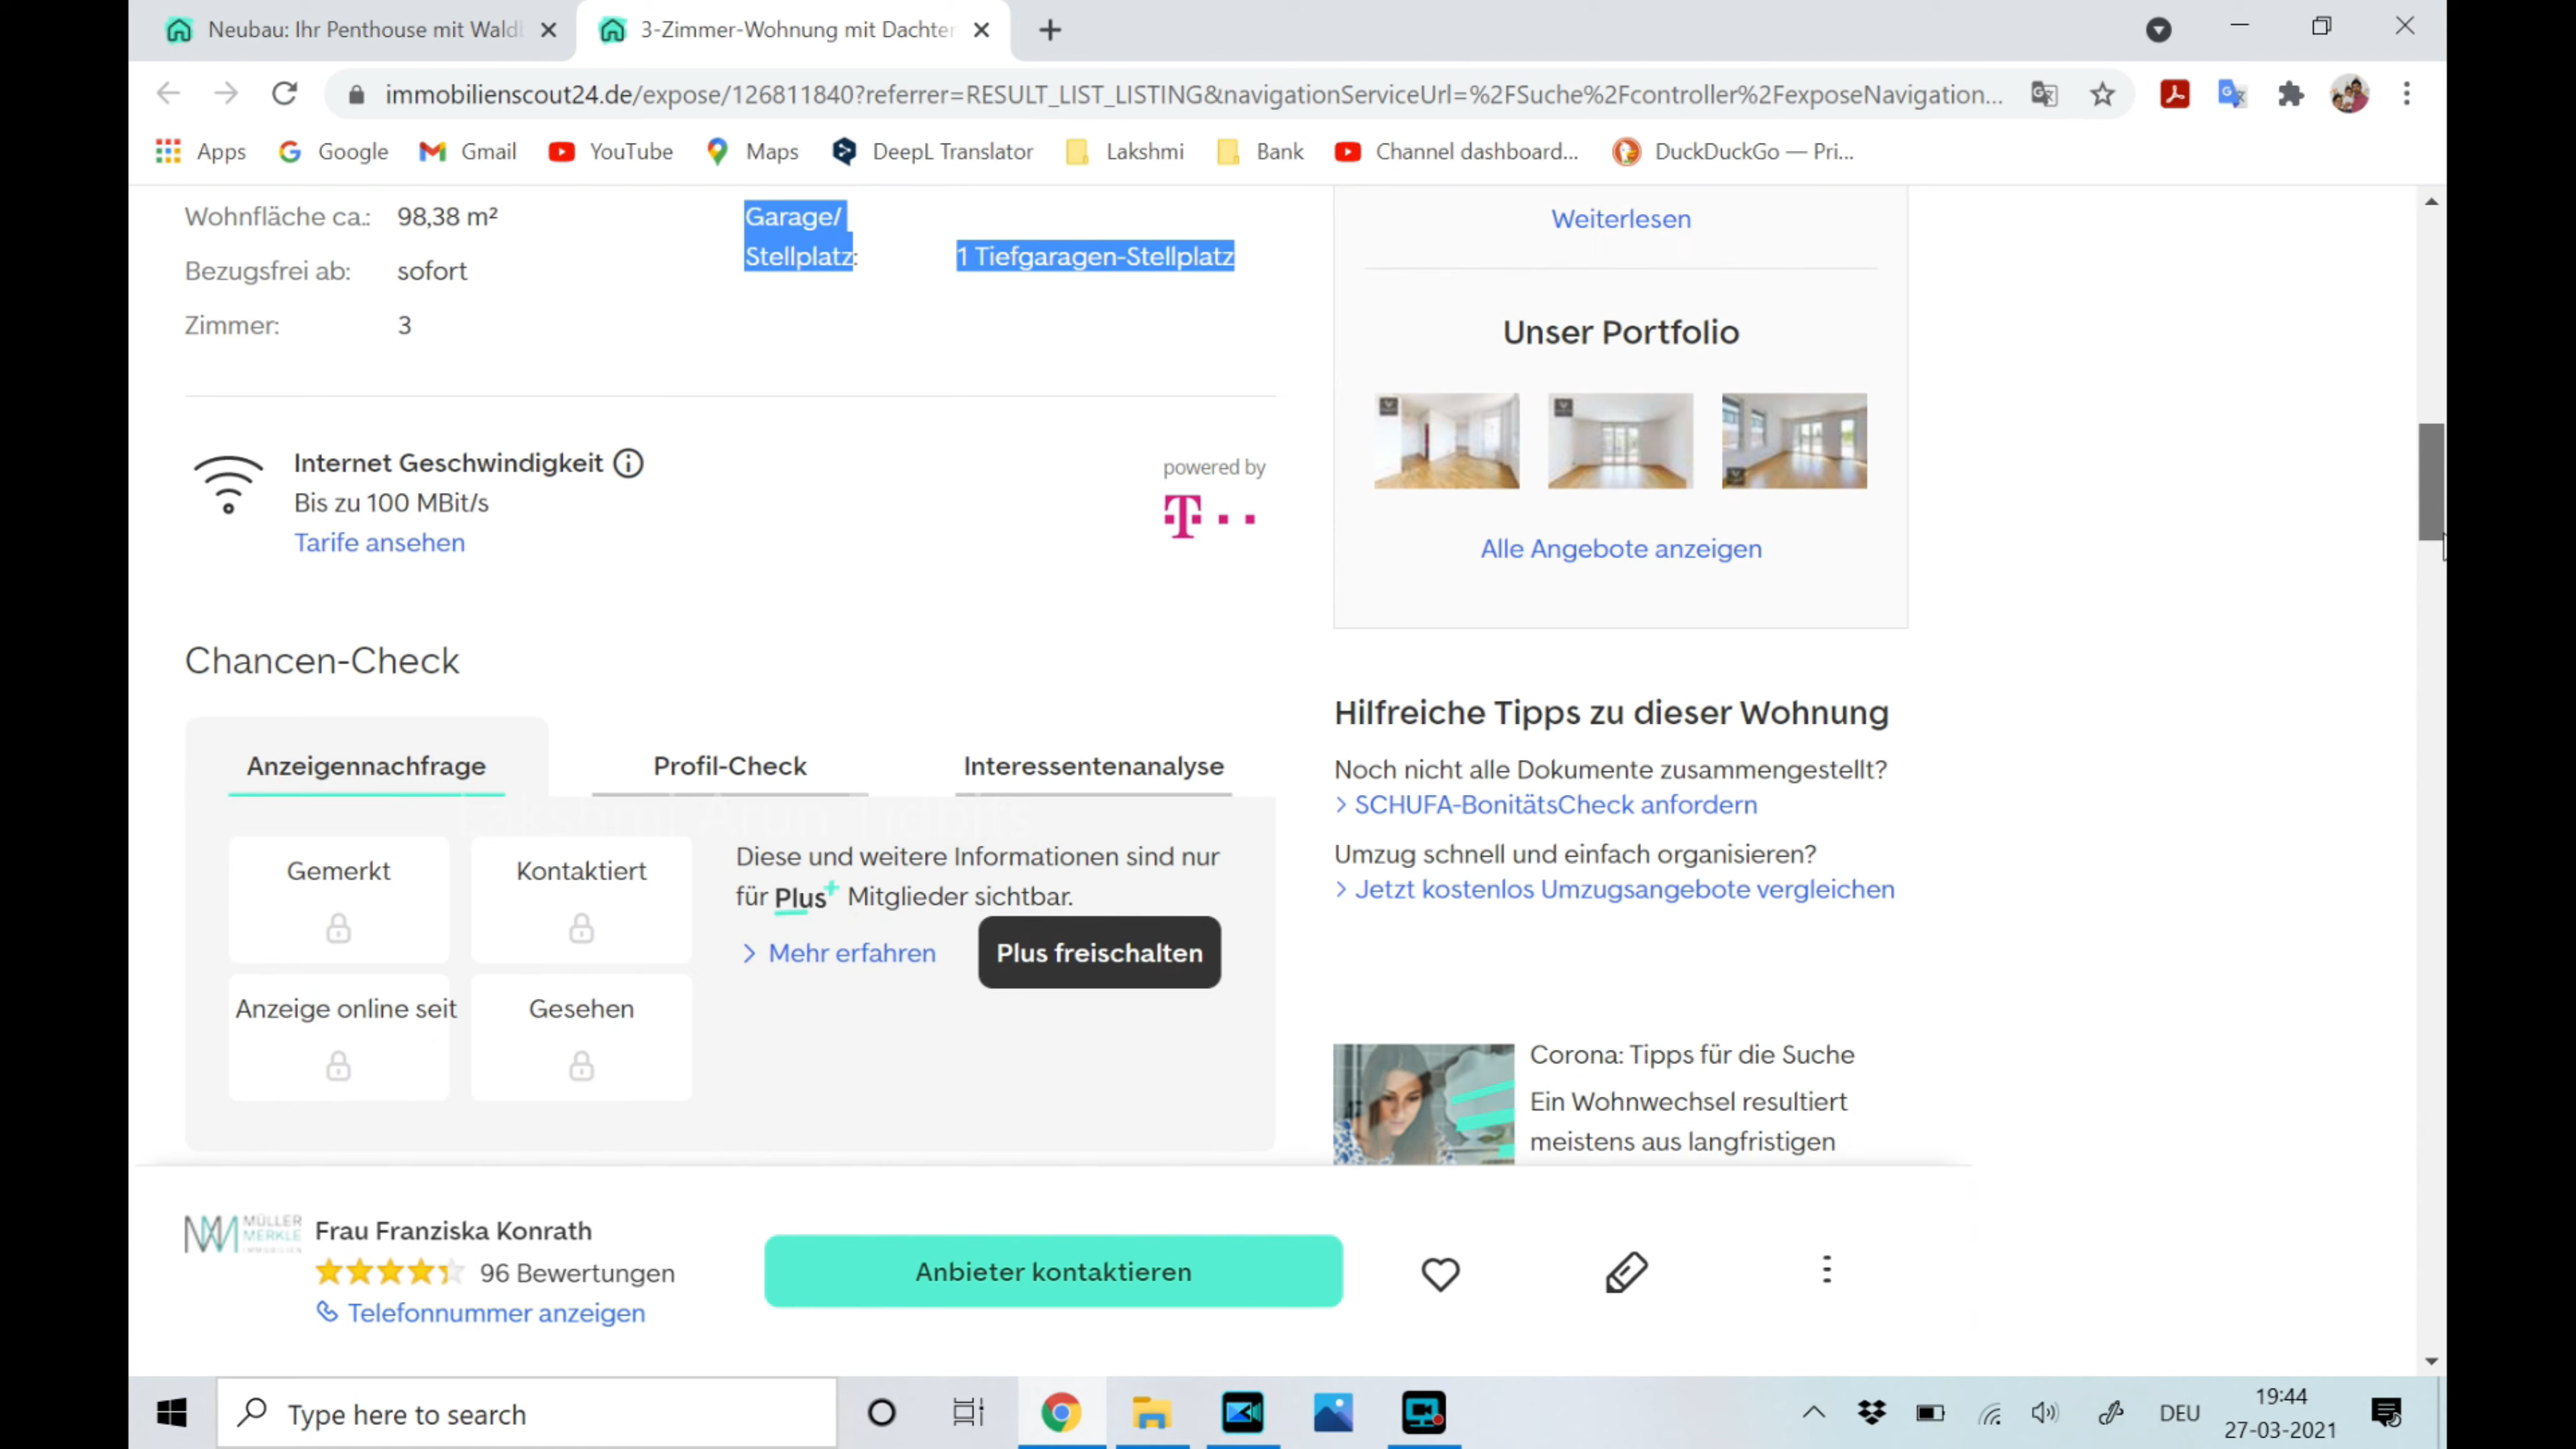 Neubau: Ihr Penthouse mit Wald
3-Zimmer-Wohnung mit Dachter
immobilienscout24.de/expose/126811840?referrer=RESULT_LIST_LISTING&navigationServiceUrl=%2FSuche%2Fcontroller%2FexposeNavigation...
Apps Google Gmail YouTube Maps DeepL Translator Lakshmi Bank Channel dashboard... DuckDuckGo — Pri...
Wohnfläche ca.: 98,38 m²
Bezugsfrei ab: sofort
Zimmer: 3
Garage/
Stellplatz: 1 Tiefgaragen-Stellplatz
Internet Geschwindigkeit
Bis zu 100 MBit/s
Tarife ansehen
powered by
T
Chancen-Check
Anzeigennachfrage Profil-Check Interessentenanalyse
Lakshmi Arun Tidbits
Gemerkt Kontaktiert
Anzeige online seit Gesehen
Diese und weitere Informationen sind nur
für Plus+ Mitglieder sichtbar.
Mehr erfahren
Plus freischalten
Weiterlesen
Unser Portfolio
Alle Angebote anzeigen
Hilfreiche Tipps zu dieser Wohnung
Noch nicht alle Dokumente zusammengestellt?
> SCHUFA-BonitätsCheck anfordern
Umzug schnell und einfach organisieren?
> Jetzt kostenlos Umzugsangebote vergleichen
Corona: Tipps für die Suche
Ein Wohnwechsel resultiert
meistens aus langfristigen
MÜLLER
MERKLE
IMMOBILIEN
Frau Franziska Konrath
96 Bewertungen
Telefonnummer anzeigen
Anbieter kontaktieren
Type here to search
DEU
19:44
27-03-2021